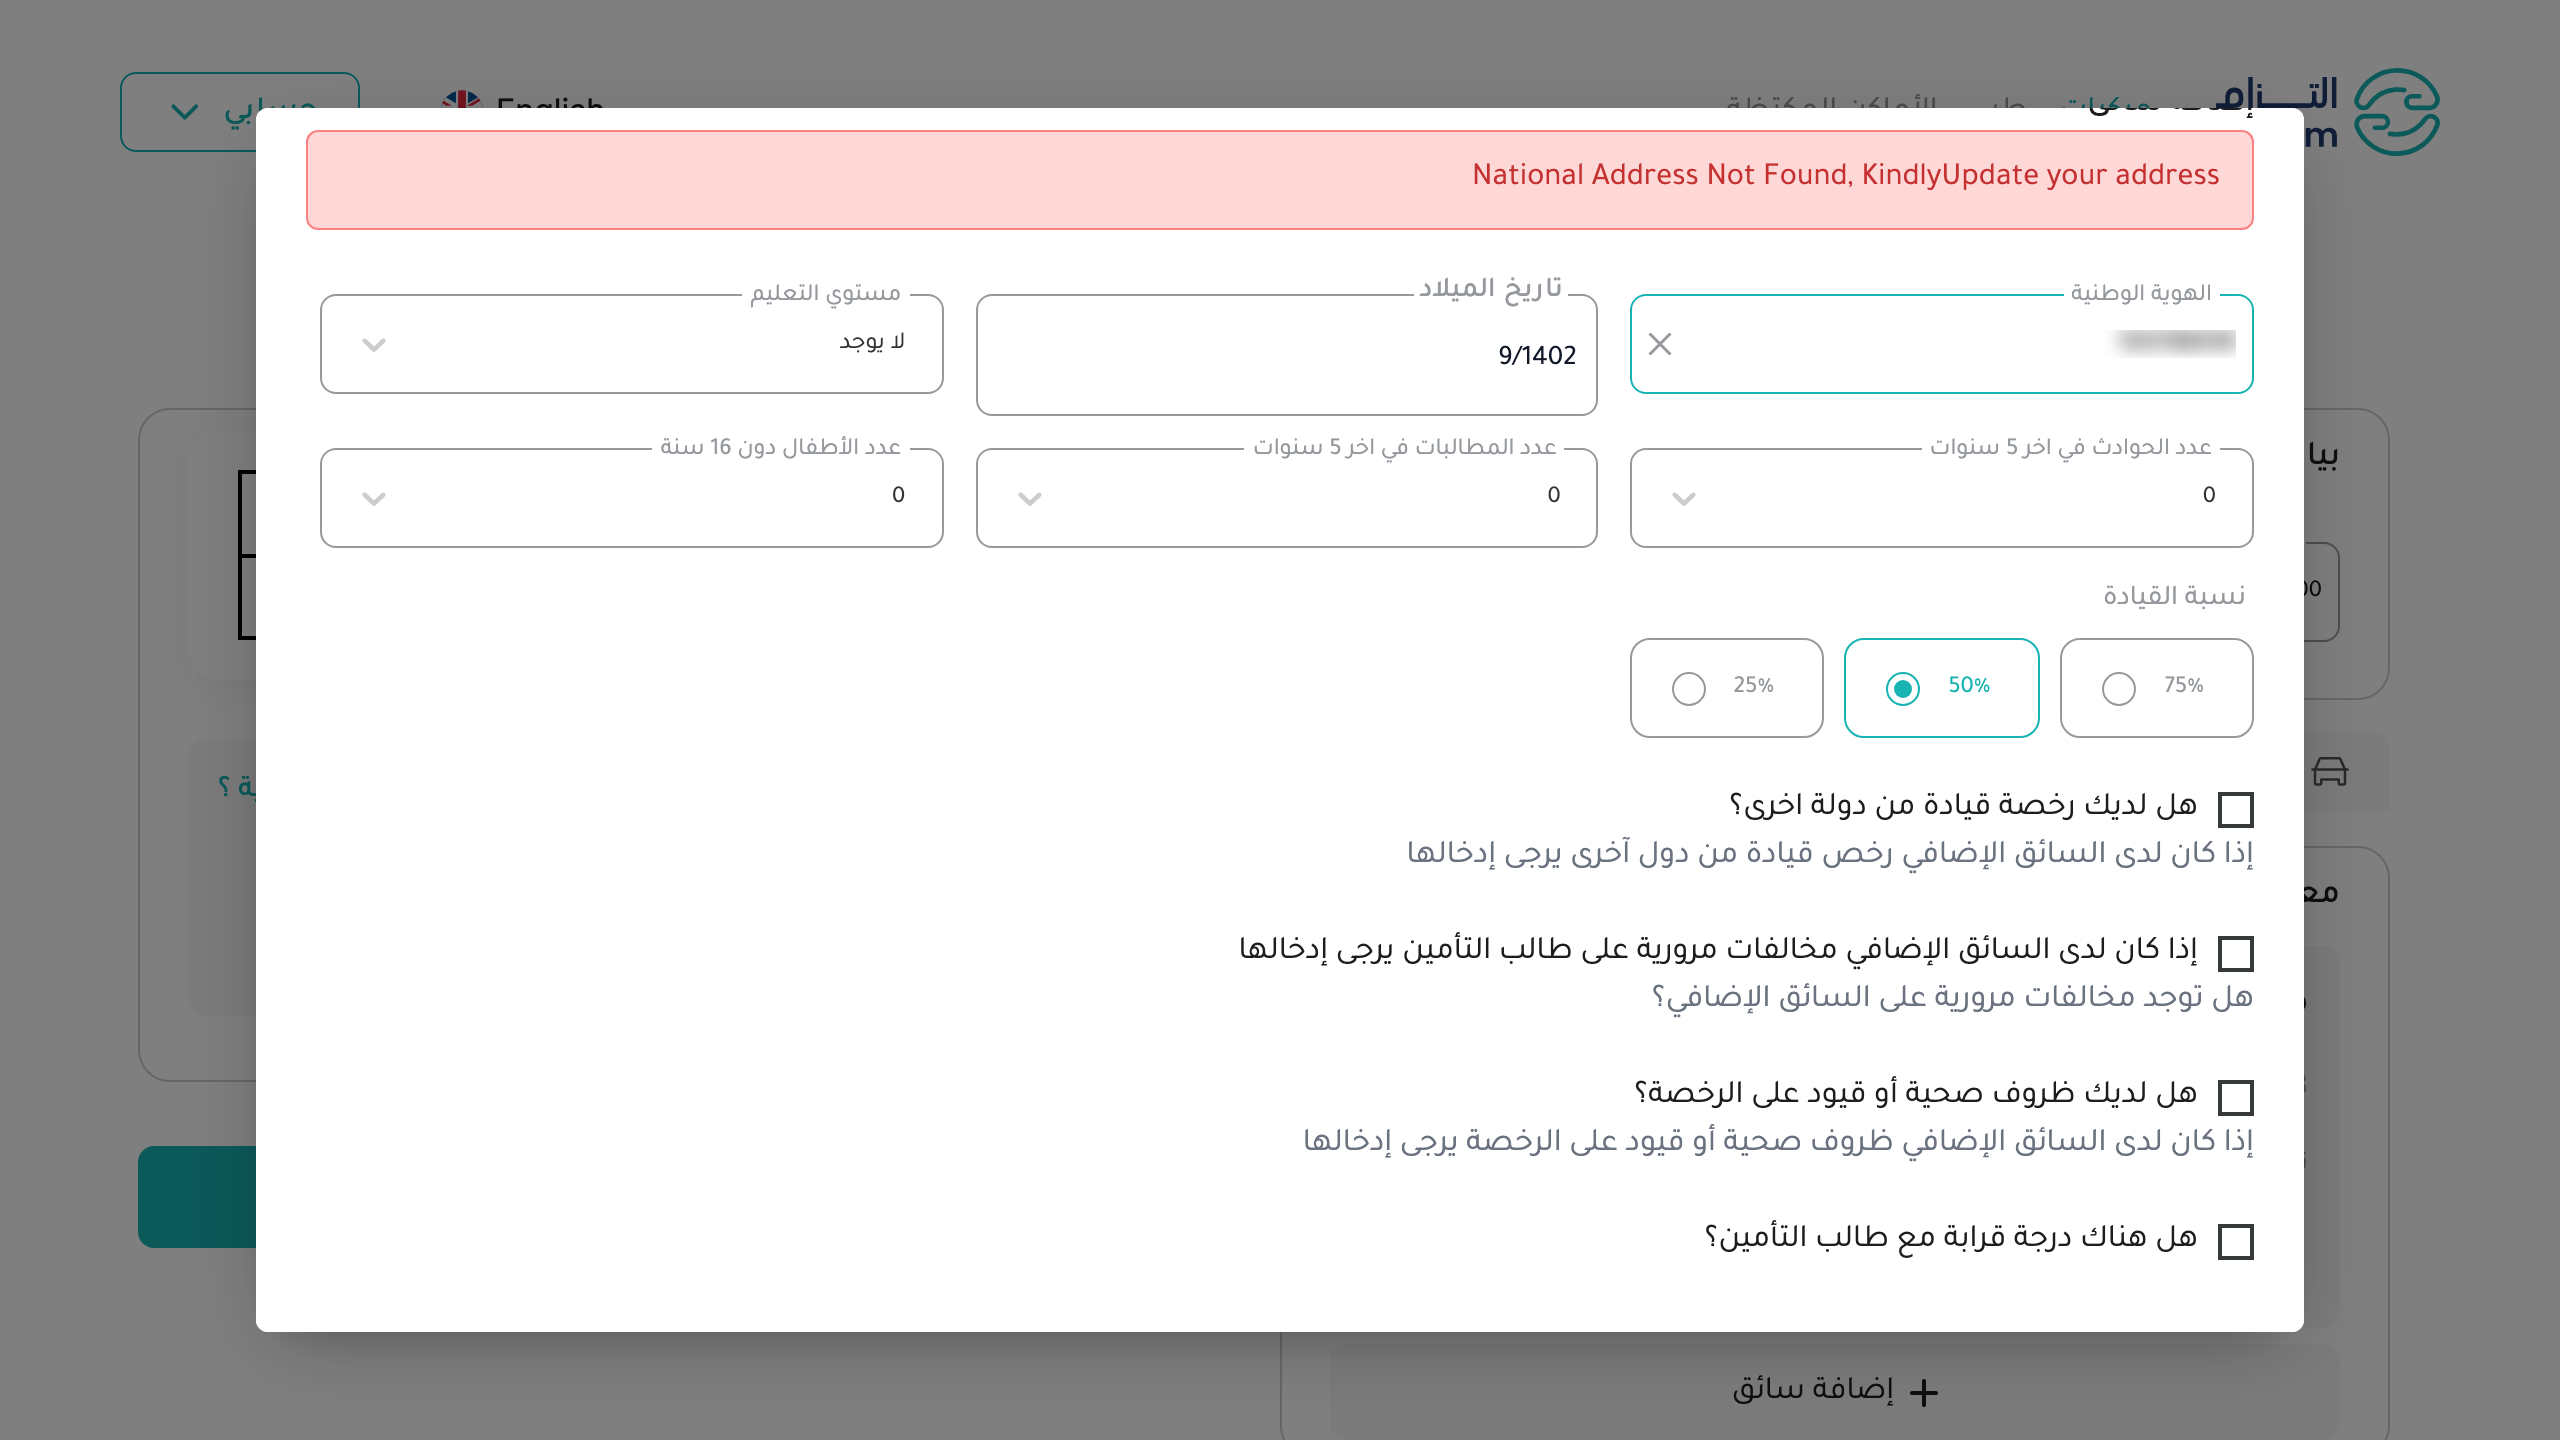 التـــزام
حسابي
English
National Address Not Found, KindlyUpdate your address
الهوية الوطنية
تاريخ الميلاد
9/1402
مستوي التعليم
لا يوجد
عدد الحوادث في اخر 5 سنوات
0
عدد المطالبات في اخر 5 سنوات
0
عدد الأطفال دون 16 سنة
0
نسبة القيادة
75%
50%
25%
هل لديك رخصة قيادة من دولة اخرى؟
إذا كان لدى السائق الإضافي رخص قيادة من دول آخرى يرجى إدخالها
إذا كان لدى السائق الإضافي مخالفات مرورية على طالب التأمين يرجى إدخالها
هل توجد مخالفات مرورية على السائق الإضافي؟
هل لديك ظروف صحية أو قيود على الرخصة؟
إذا كان لدى السائق الإضافي ظروف صحية أو قيود على الرخصة يرجى إدخالها
هل هناك درجة قرابة مع طالب التأمين؟
إضافة سائق